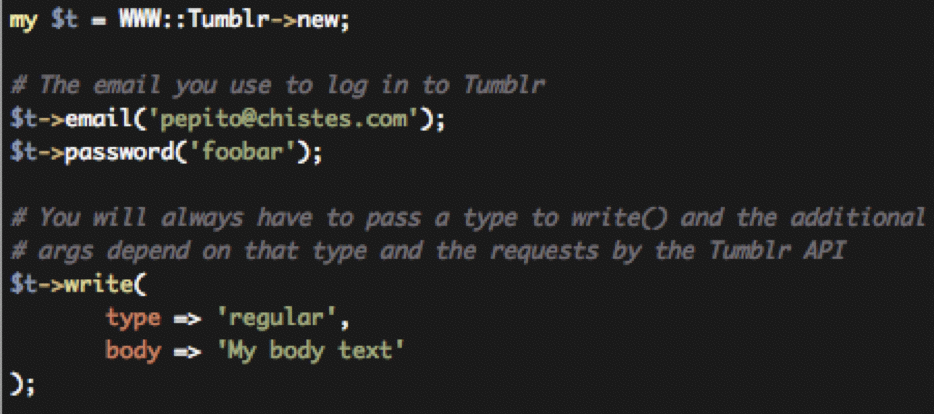 my $t = WWW::Tumblr->new;
# The email you use to log in to Tumblr
$t->email('pepito@chistes.com');
$t->password('foobar');
# You will always have to pass a type to write() and the additional
# args depend on that type and the requests by the Tumblr API
$t->write(
type => 'regular',
body => 'My body text'
);